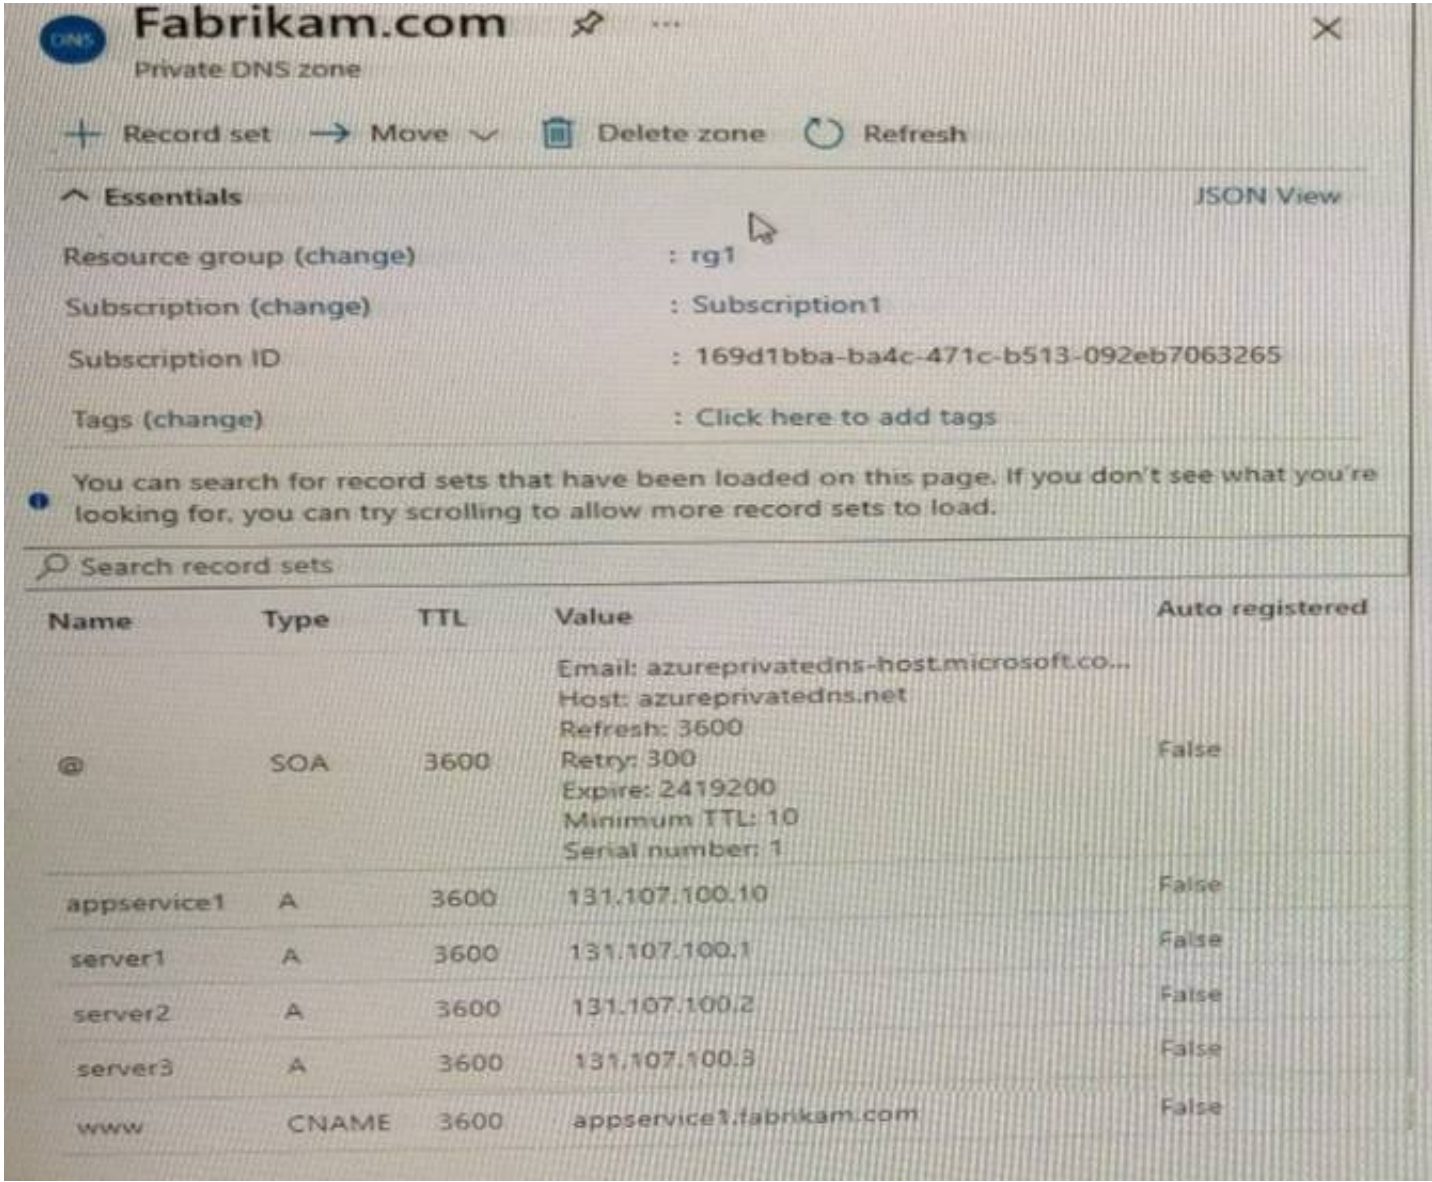 DNS
Fabrikam.com
...
Private DNS zone
Record set
Move
Delete zone
Refresh
Essentials
JSON View
Resource group (change) : rg1
Subscription (change) : Subscription1
Subscription ID : 169d1bba-ba4c-471c-b513-092eb7063265
Tags (change) : Click here to add tags
You can search for record sets that have been loaded on this page. If you don't see what you're
looking for, you can try scrolling to allow more record sets to load.
Search record sets
Name Type TTL Value Auto registered
Email: azureprivatedns-host.microsoft.co...
Host: azureprivatedns.net
Refresh: 3600
@ SOA 3600 Retry: 300 False
Expire: 2419200
Minimum TTL: 10
Serial number: 1
appservice1 A 3600 131.107.100.10 False
server1 A 3600 131.107.100.1 False
server2 A 3600 131.107.100.2 False
server3 A 3600 131.107.100.3 False
www CNAME 3600 appservice1.fabrikam.com False